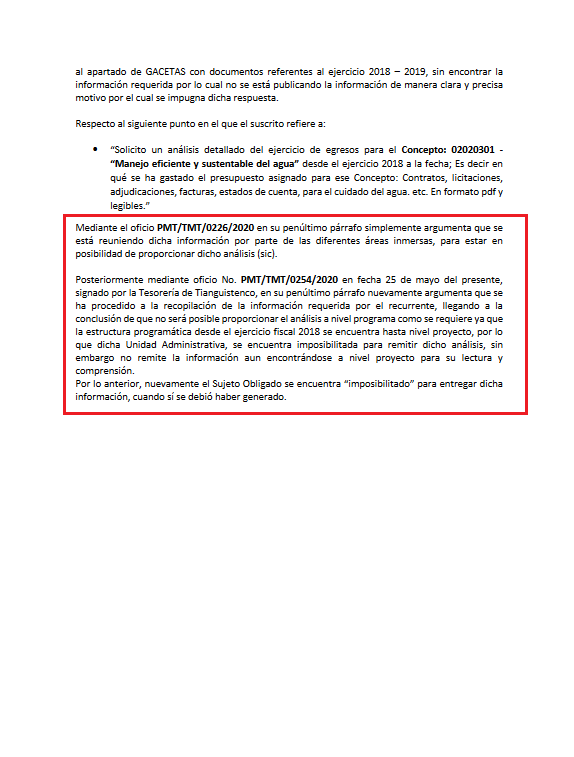 al apartado de GACETAS con documentos referentes al ejercicio 2018 – 2019, sin encontrar la
información requerida por lo cual no se está publicando la información de manera clara y precisa
motivo por el cual se impugna dicha respuesta.
Respecto al siguiente punto en el que el suscrito refiere a:
• “Solicito un análisis detallado del ejercicio de egresos para el Concepto: 02020301 -
“Manejo eficiente y sustentable del agua” desde el ejercicio 2018 a la fecha; Es decir en
qué se ha gastado el presupuesto asignado para ese Concepto: Contratos, licitaciones,
adjudicaciones, facturas, estados de cuenta, para el cuidado del agua. etc. En formato pdf y
legibles.”
Mediante el oficio PMT/TMT/0226/2020 en su penúltimo párrafo simplemente argumenta que se
está reuniendo dicha información por parte de las diferentes áreas inmersas, para estar en
posibilidad de proporcionar dicho análisis (sic).
Posteriormente mediante oficio No. PMT/TMT/0254/2020 en fecha 25 de mayo del presente,
signado por la Tesorería de Tianguistenco, en su penúltimo párrafo nuevamente argumenta que se
ha procedido a la recopilación de la información requerida por el recurrente, llegando a la
conclusión de que no será posible proporcionar el análisis a nivel programa como se requiere ya que
la estructura programática desde el ejercicio fiscal 2018 se encuentra hasta nivel proyecto, por lo
que dicha Unidad Administrativa, se encuentra imposibilitada para remitir dicho análisis, sin
embargo no remite la información aun encontrándose a nivel proyecto para su lectura y
comprensión.
Por lo anterior, nuevamente el Sujeto Obligado se encuentra “imposibilitado” para entregar dicha
información, cuando sí se debió haber generado.